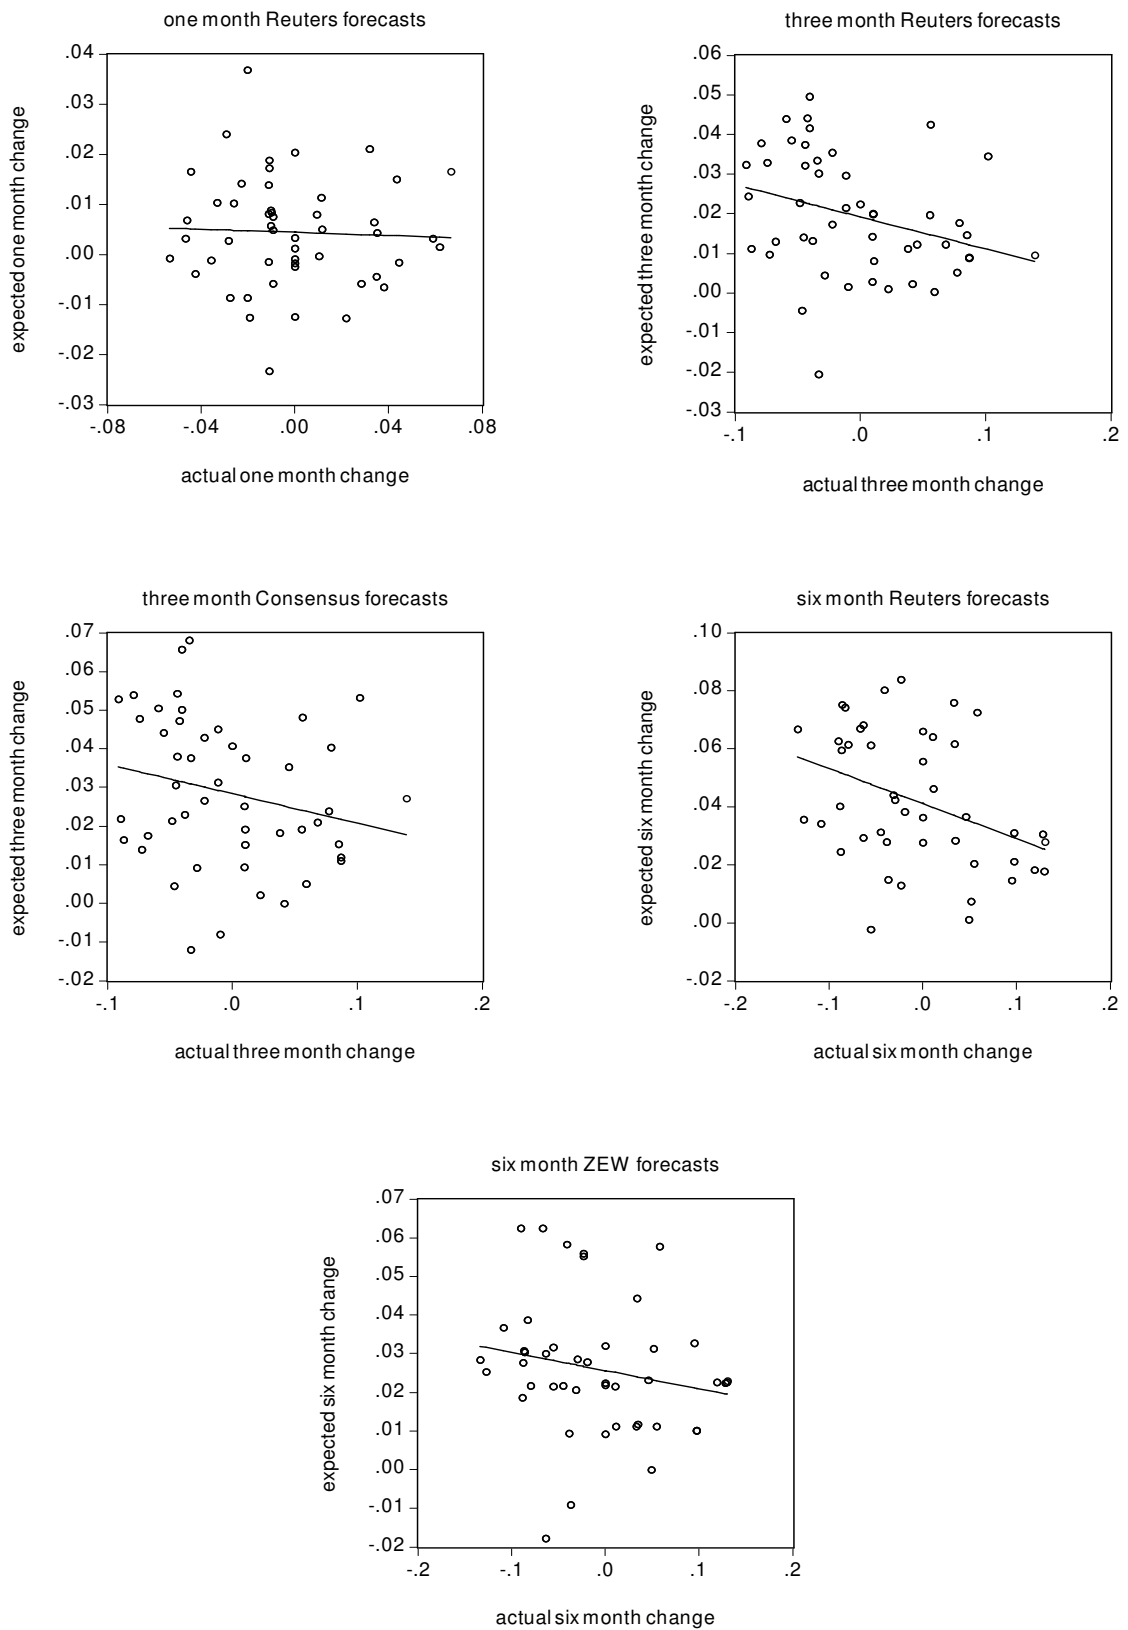 one month Reuters forecasts
expected one month change
.04
.03
.02
.01
.00
-.01
-.02
-.03
-.08 -.04 .00 .04 .08
actual one month change
three month Reuters forecasts
expected three month change
.06
.05
.04
.03
.02
.01
.00
-.01
-.02
-.03
-.1 .0 .1 .2
actual three month change
three month Consensus forecasts
expected three month change
.07
.06
.05
.04
.03
.02
.01
.00
-.01
-.02
-.1 .0 .1 .2
actual three month change
six month Reuters forecasts
expected six month change
.10
.08
.06
.04
.02
.00
-.02
-.2 -.1 .0 .1 .2
actual six month change
six month ZEW forecasts
expected six month change
.07
.06
.05
.04
.03
.02
.01
.00
-.01
-.02
-.2 -.1 .0 .1 .2
actual six month change